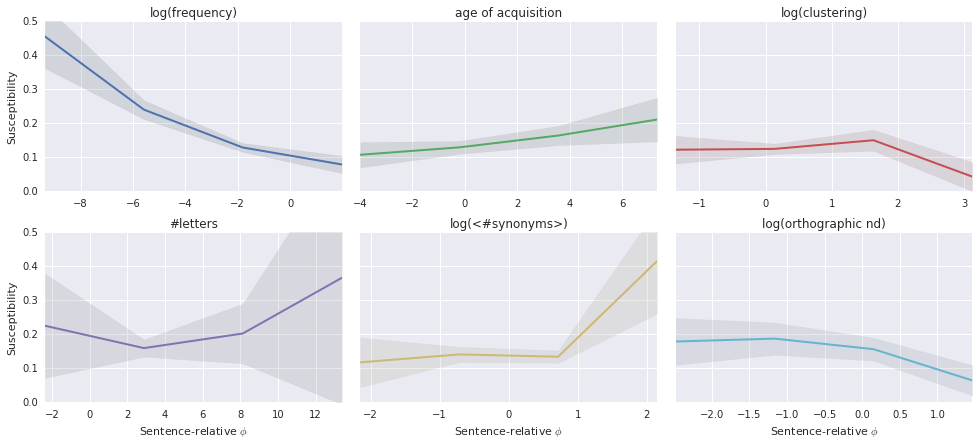 log(frequency) age of acquisition log(clustering)
0.5
0.4
0.3
0.2
0.1
0.0
Susceptibility
−8 −6 −4 −2 0
−4 −2 0 2 4 6
−1 0 1 2 3
#letters log(<#synonyms>) log(orthographic nd)
0.5
0.4
0.3
0.2
0.1
0.0
Susceptibility
−2 0 2 4 6 8 10 12
−2 −1 0 1 2
−2.0 −1.5 −1.0 −0.5 0.0 0.5 1.0
Sentence-relative ϕ Sentence-relative ϕ Sentence-relative ϕ